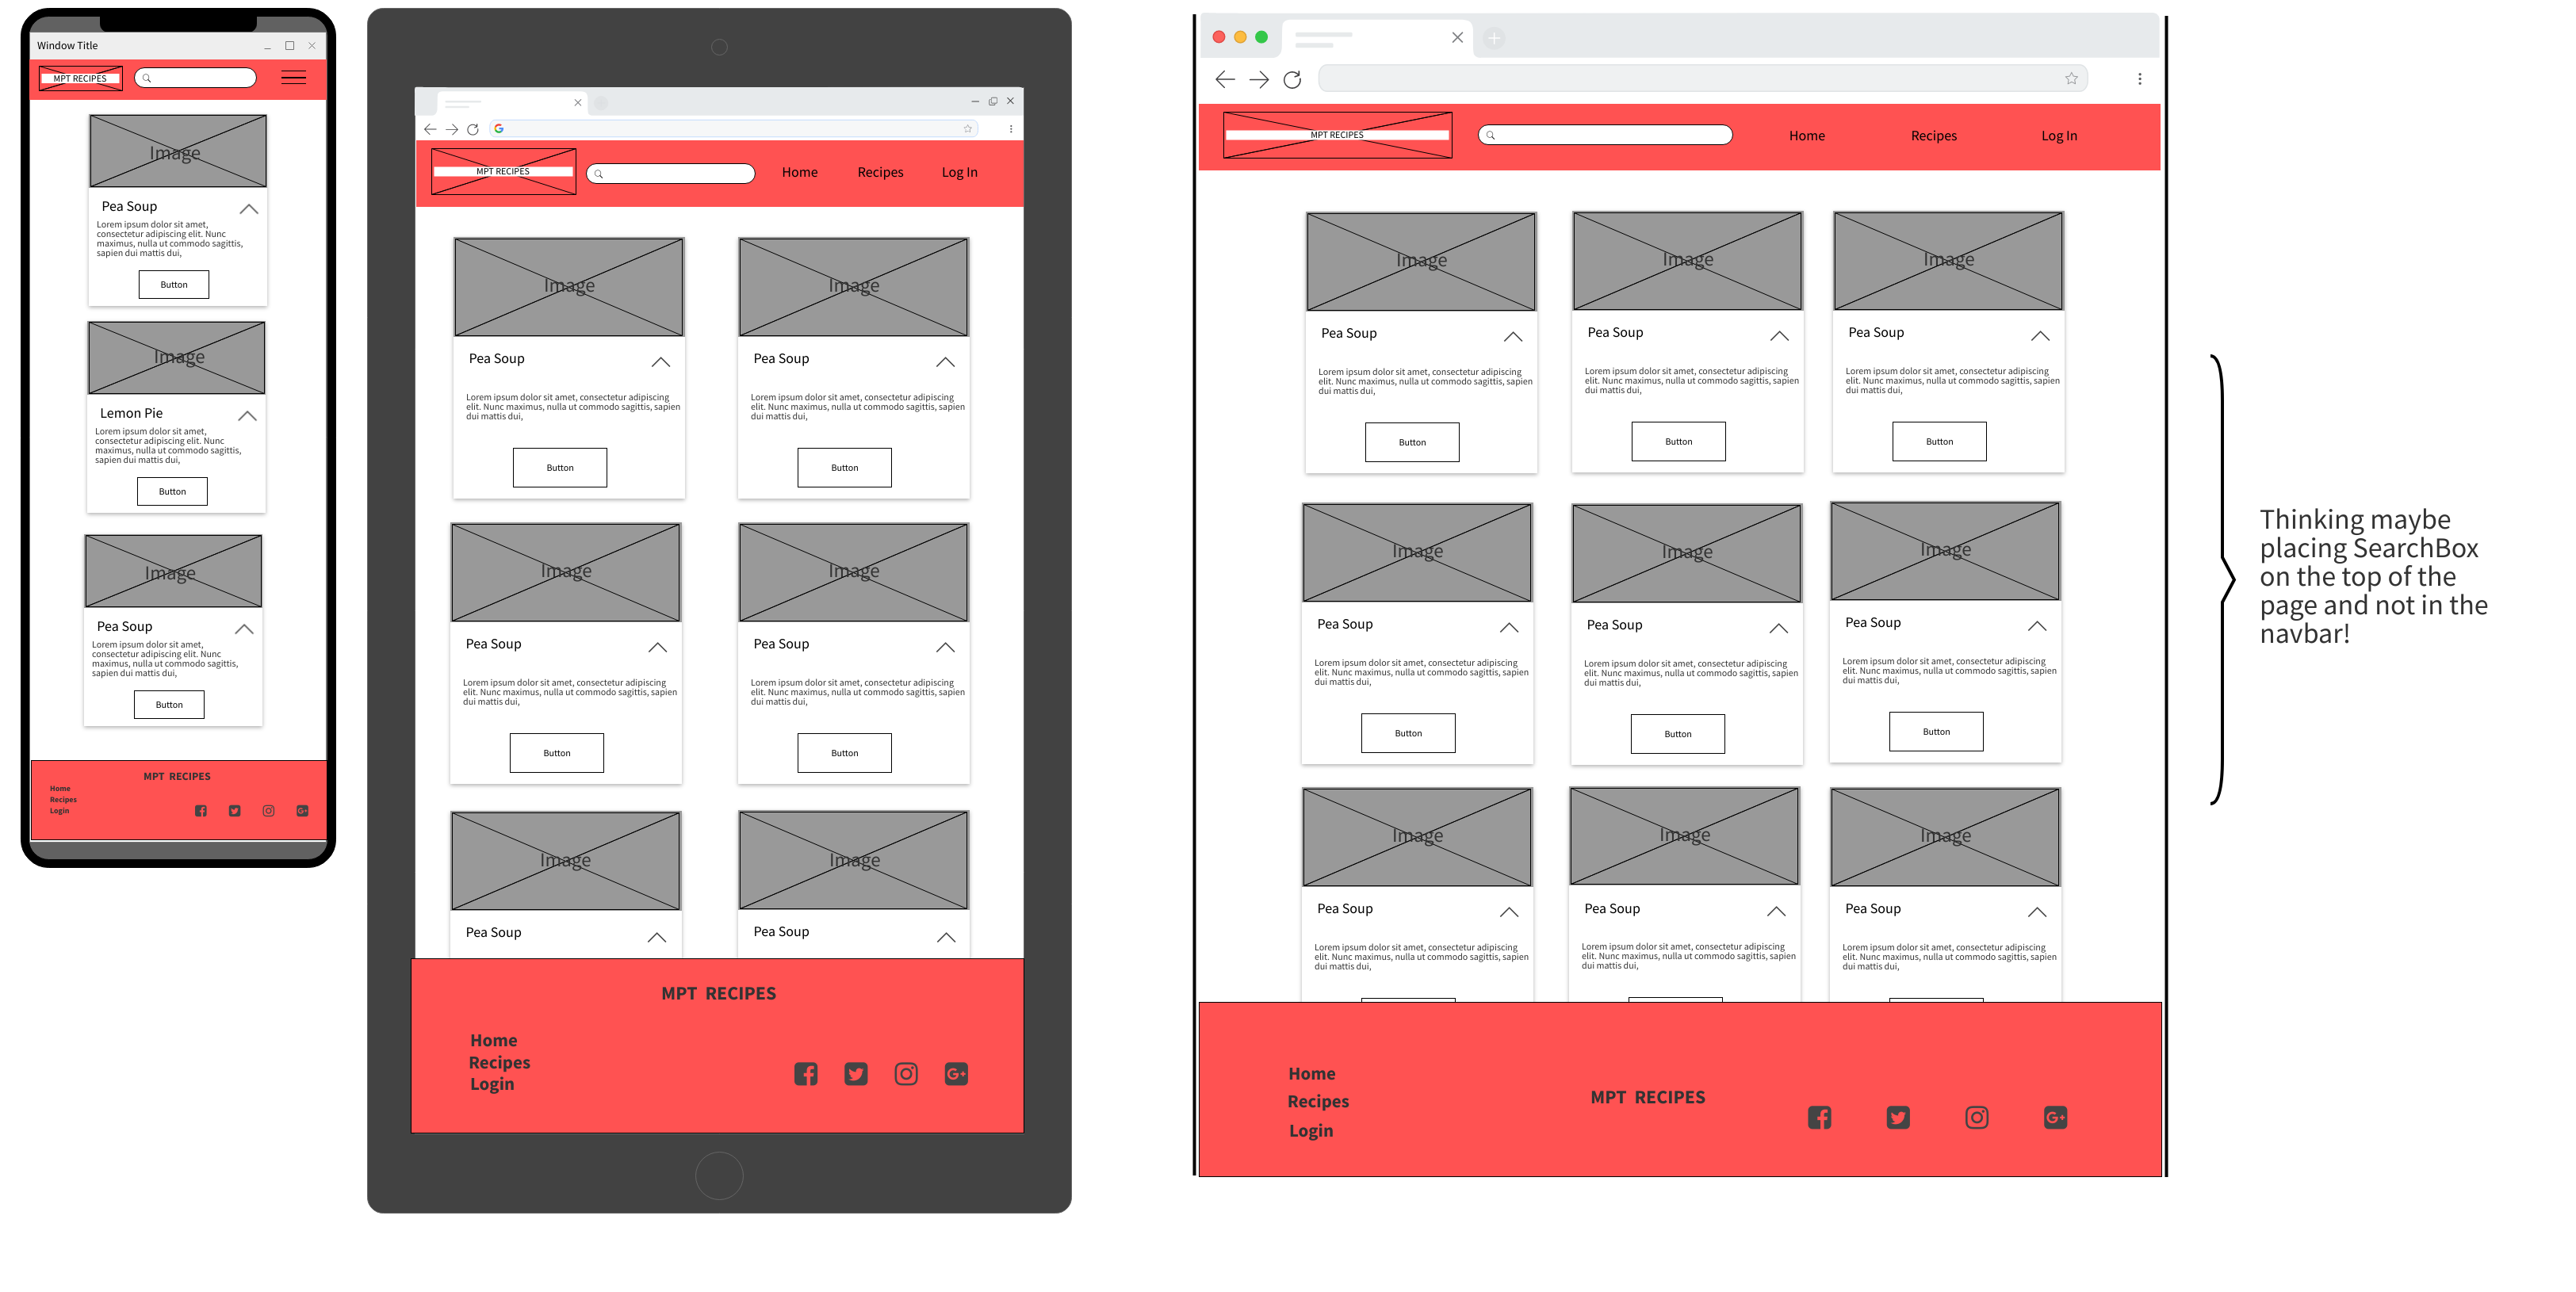 Window Title
MPT RECIPES
Image
Pea Soup
Lorem ipsum dolor sit amet,
consectetur adipiscing elit. Nunc
maximus, nulla ut commodo sagittis,
sapien dui mattis dui,
Button
Image
Lemon Pie
Lorem ipsum dolor sit amet,
consectetur adipiscing elit. Nunc
maximus, nulla ut commodo sagittis,
sapien dui mattis dui,
Button
Image
Pea Soup
Lorem ipsum dolor sit amet,
consectetur adipiscing elit. Nunc
maximus, nulla ut commodo sagittis,
sapien dui mattis dui,
Button
MPT RECIPES
Home
Recipes
Login
MPT RECIPES
Home Recipes Log In
Image
Pea Soup
Lorem ipsum dolor sit amet, consectetur adipiscing
elit. Nunc maximus, nulla ut commodo sagittis, sapien
dui mattis dui,
Button
Image
Pea Soup
Lorem ipsum dolor sit amet, consectetur adipiscing
elit. Nunc maximus, nulla ut commodo sagittis, sapien
dui mattis dui,
Button
Image
Pea Soup
Lorem ipsum dolor sit amet, consectetur adipiscing
elit. Nunc maximus, nulla ut commodo sagittis, sapien
dui mattis dui,
Button
Image
Pea Soup
Lorem ipsum dolor sit amet, consectetur adipiscing
elit. Nunc maximus, nulla ut commodo sagittis, sapien
dui mattis dui,
Button
Image
Pea Soup
Image
Pea Soup
MPT RECIPES
Home
Recipes
Login
MPT RECIPES
Home Recipes Log In
Image
Pea Soup
Lorem ipsum dolor sit amet, consectetur adipiscing
elit. Nunc maximus, nulla ut commodo sagittis, sapien
dui mattis dui,
Button
Image
Pea Soup
Lorem ipsum dolor sit amet, consectetur adipiscing
elit. Nunc maximus, nulla ut commodo sagittis, sapien
dui mattis dui,
Button
Image
Pea Soup
Lorem ipsum dolor sit amet, consectetur adipiscing
elit. Nunc maximus, nulla ut commodo sagittis, sapien
dui mattis dui,
Button
Image
Pea Soup
Lorem ipsum dolor sit amet, consectetur adipiscing
elit. Nunc maximus, nulla ut commodo sagittis, sapien
dui mattis dui,
Button
Image
Pea Soup
Lorem ipsum dolor sit amet, consectetur adipiscing
elit. Nunc maximus, nulla ut commodo sagittis, sapien
dui mattis dui,
Button
Image
Pea Soup
Lorem ipsum dolor sit amet, consectetur adipiscing
elit. Nunc maximus, nulla ut commodo sagittis, sapien
dui mattis dui,
Button
Image
Pea Soup
Lorem ipsum dolor sit amet, consectetur adipiscing
elit. Nunc maximus, nulla ut commodo sagittis, sapien
dui mattis dui,
Image
Pea Soup
Lorem ipsum dolor sit amet, consectetur adipiscing
elit. Nunc maximus, nulla ut commodo sagittis, sapien
dui mattis dui,
Image
Pea Soup
Lorem ipsum dolor sit amet, consectetur adipiscing
elit. Nunc maximus, nulla ut commodo sagittis, sapien
dui mattis dui,
Home
Recipes
Login
MPT RECIPES
Thinking maybe
placing SearchBox
on the top of the
page and not in the
navbar!